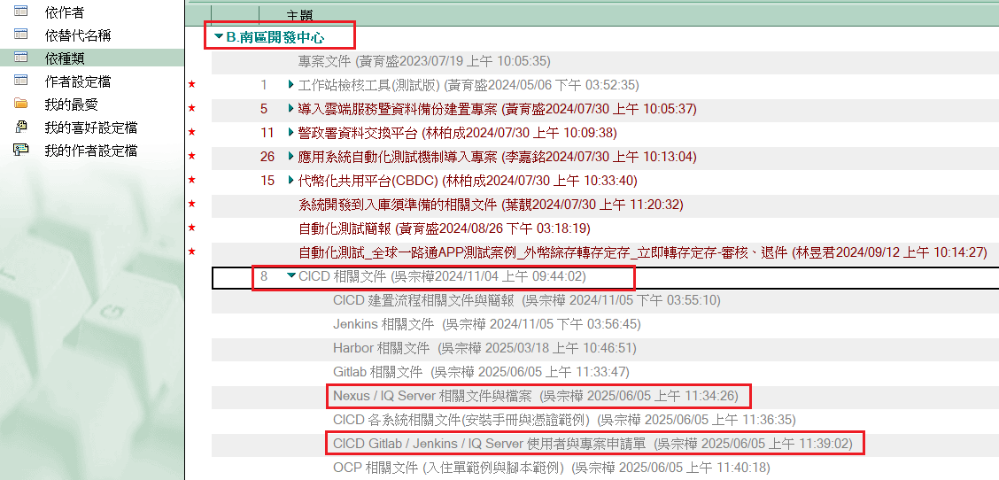 依作者
依替代名稱
依種類
作者設定檔
我的最愛
我的喜好設定檔
我的作者設定檔
主題
B.南區開發中心
專案文件 (黃育盛2023/07/19 上午 10:05:35)
1 工作站檢核工具(測試版) (黃育盛2024/05/06 下午 03:52:35)
5 導入雲端服務暨資料備份建置專案 (黃育盛2024/07/30 上午 10:05:37)
11 警政署資料交換平台 (林柏成2024/07/30 上午 10:09:38)
26 應用系統自動化測試機制導入專案 (李嘉銘2024/07/30 上午 10:13:04)
15 代幣化共用平台(CBDC) (林柏成2024/07/30 上午 10:33:40)
系統開發到入庫須準備的相關文件 (葉靚2024/07/30 上午 11:20:32)
自動化測試簡報 (黃育盛2024/08/26 下午 03:18:19)
自動化測試_全球一路通APP測試案例_外幣綜存轉存定存_立即轉存定存-審核、退件 (林昱君2024/09/12 上午 10:14:27)
8 CICD 相關文件 (吳宗樺2024/11/04 上午 09:44:02)
CICD 建置流程相關文件與簡報 (吳宗樺 2024/11/05 下午 03:55:10)
Jenkins 相關文件 (吳宗樺 2024/11/05 下午 03:56:45)
Harbor 相關文件 (吳宗樺 2025/03/18 上午 10:46:51)
Gitlab 相關文件 (吳宗樺 2025/06/05 上午 11:33:47)
Nexus / IQ Server 相關文件與檔案 (吳宗樺 2025/06/05 上午 11:34:26)
CICD 各系統相關文件(安裝手冊與憑證範例) (吳宗樺 2025/06/05 上午 11:36:35)
CICD Gitlab / Jenkins / IQ Server 使用者與專案申請單 (吳宗樺 2025/06/05 上午 11:39:02)
OCP 相關文件 (入住單範例與腳本範例) (吳宗樺 2025/06/05 上午 11:40:18)